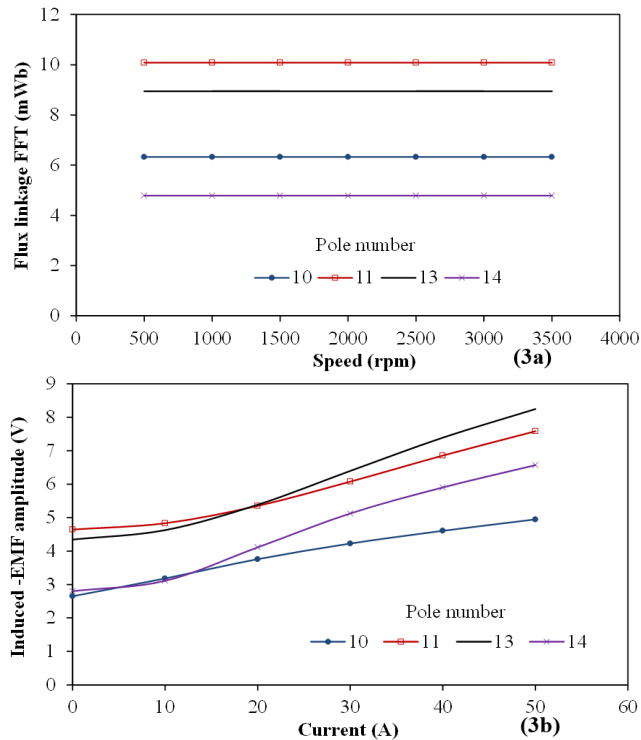 12
10
8
6
4
2
0
Flux linkage FFT (mWb)
Pole number
10 11 13 14
0 500 1000 1500 2000 2500 3000 3500 4000
Speed (rpm)
(3a)
9
8
7
6
5
4
3
2
1
0
Induced -EMF amplitude (V)
Pole number
10 11 13 14
0 10 20 30 40 50 60
Current (A)
(3b)